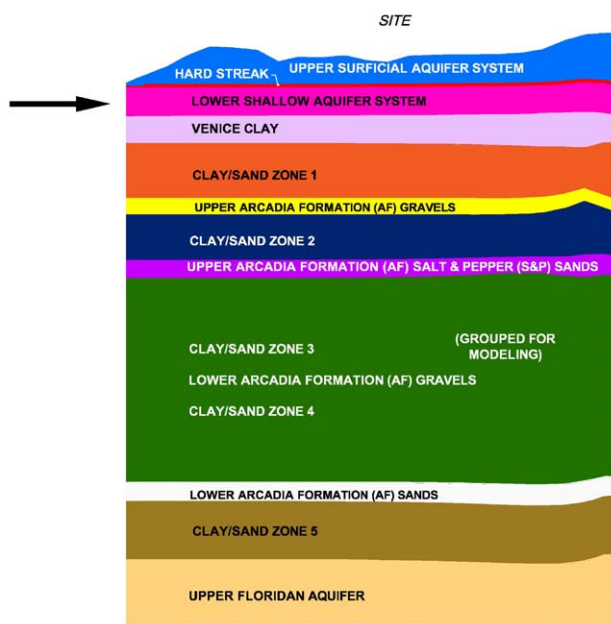 SITE
UPPER SURFICIAL AQUIFER SYSTEM
HARD STREAK
LOWER SHALLOW AQUIFER SYSTEM
VENICE CLAY
CLAY/SAND ZONE 1
UPPER ARCADIA FORMATION (AF) GRAVELS
CLAY/SAND ZONE 2
UPPER ARCADIA FORMATION (AF) SALT & PEPPER (S&P) SANDS
CLAY/SAND ZONE 3
(GROUPED FOR
MODELING)
LOWER ARCADIA FORMATION (AF) GRAVELS
CLAY/SAND ZONE 4
LOWER ARCADIA FORMATION (AF) SANDS
CLAY/SAND ZONE 5
UPPER FLORIDAN AQUIFER